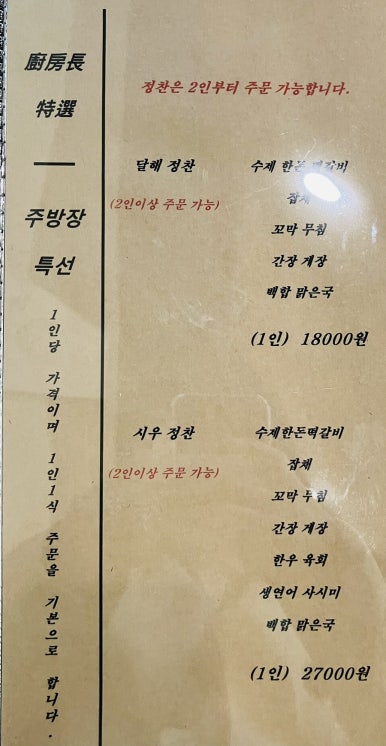 廚房長
特選
주방장
특선
1인당 가격이며 1인1식 주문을 기본으로 합니다.
정찬은 2인부터 주문 가능합니다.
달해 정찬
(2인이상 주문 가능)
수제 한돈떡갈비
잡채
꼬막 무침
간장 게장
백합 맑은국
(1인) 18000원
시우 정찬
(2인이상 주문 가능)
수제한돈떡갈비
잡채
꼬막 무침
간장 게장
한우 육회
생연어 사시미
백합 맑은국
(1인) 27000원